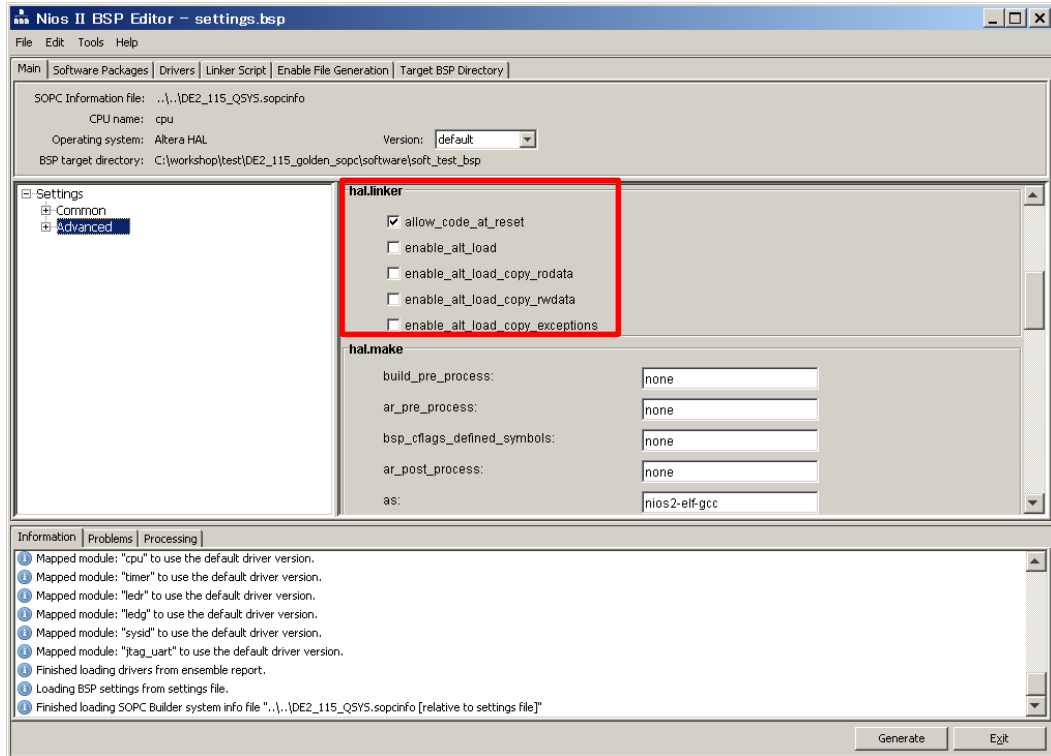 Nios II BSP Editor - settings.bsp
File Edit Tools Help
Main Software Packages Drivers Linker Script Enable File Generation Target BSP Directory
SOPC Information file: ..\..\DE2_115_QSYS.sopcinfo
CPU name: cpu
Operating system: Altera HAL Version: default
BSP target directory: C:\workshop\test\DE2_115_golden_sopc\software\soft_test_bsp
Settings
Common
Advanced
hal.linker
allow_code_at_reset
enable_alt_load
enable_alt_load_copy_rodata
enable_alt_load_copy_rwdata
enable_alt_load_copy_exceptions
hal.make
build_pre_process: none
ar_pre_process: none
bsp_cflags_defined_symbols: none
ar_post_process: none
as: nios2-elf-gcc
Information Problems Processing
Mapped module: "cpu" to use the default driver version.
Mapped module: "timer" to use the default driver version.
Mapped module: "ledr" to use the default driver version.
Mapped module: "ledg" to use the default driver version.
Mapped module: "sysid" to use the default driver version.
Mapped module: "jtag_uart" to use the default driver version.
Finished loading drivers from ensemble report.
Loading BSP settings from settings file.
Finished loading SOPC Builder system info file "..\..\DE2_115_QSYS.sopcinfo [relative to settings file]"
Generate Exit